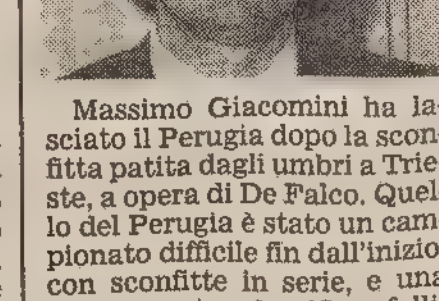 Massimo Giacomini ha la-
sciato il Perugia dopo la scon-
fitta patita dagli umbri a Trie-
ste, a opera di De Falco. Quel-
lo del Perugia è stato un cam-
pionato difficile fin dall'inizio
con sconfitte in serie, e una